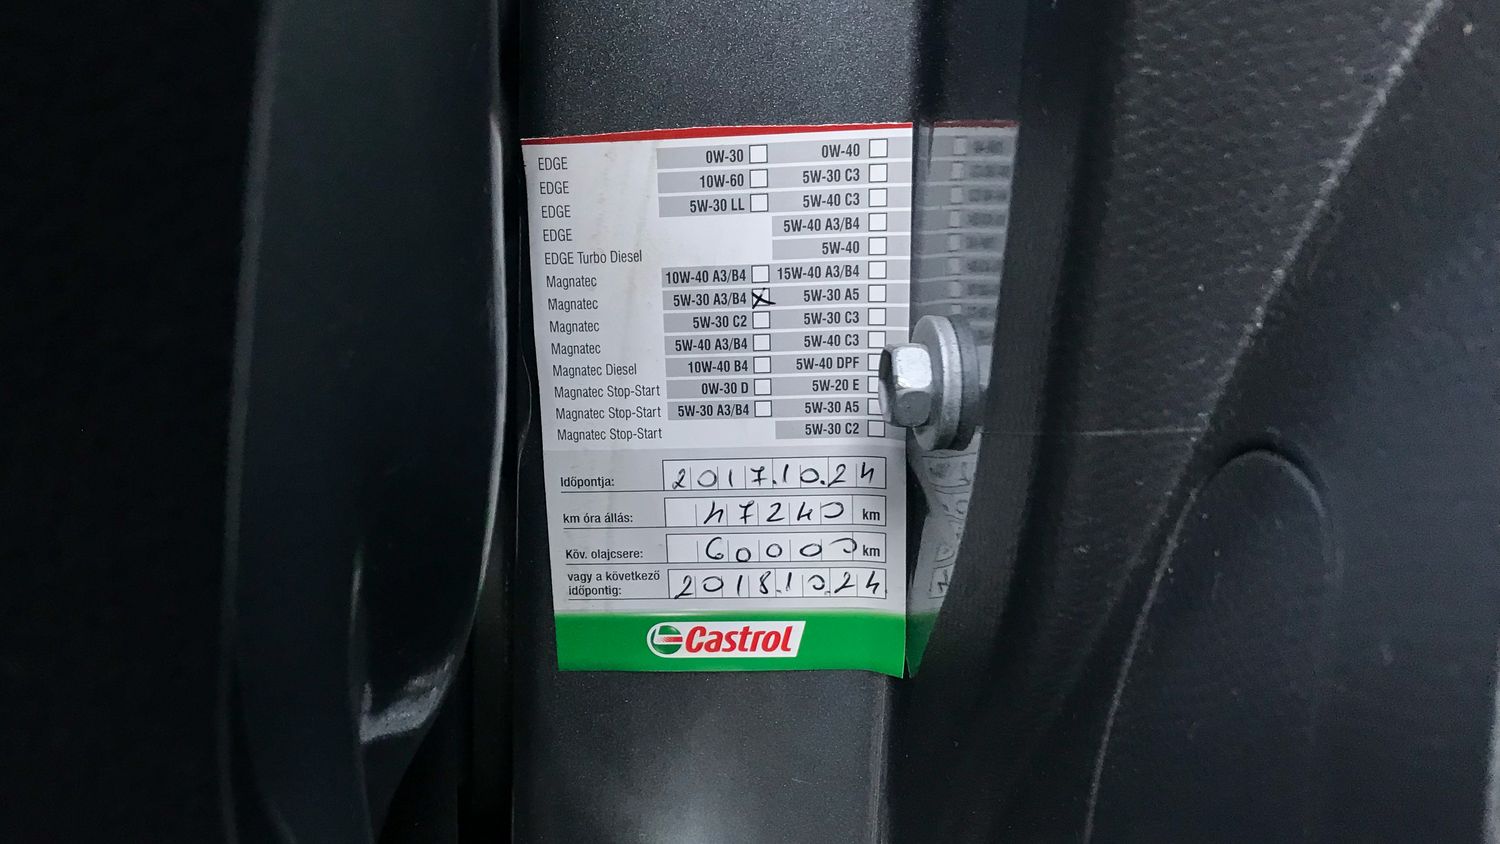 EDGE 0W-30 0W-40
EDGE 10W-60 5W-30 C3
EDGE 5W-30 LL 5W-40 C3
EDGE 5W-40 A3/B4
EDGE Turbo Diesel 5W-40
Magnatec 10W-40 A3/B4 15W-40 A3/B4
Magnatec 5W-30 A3/B4 5W-30 A5
Magnatec 5W-30 C2 5W-30 C3
Magnatec 5W-40 A3/B4 5W-40 C3
Magnatec Diesel 10W-40 B4 5W-40 DPF
Magnatec Stop-Start 0W-30 D 5W-20 E
Magnatec Stop-Start 5W-30 A3/B4 5W-30 A5
Magnatec Stop-Start 5W-30 C2
Időpontja: 2017.10.24
km óra állás: 47240 km
Köv. olajcsere: 60000 km
vagy a következő
időpontig: 2018.10.24.
Castrol